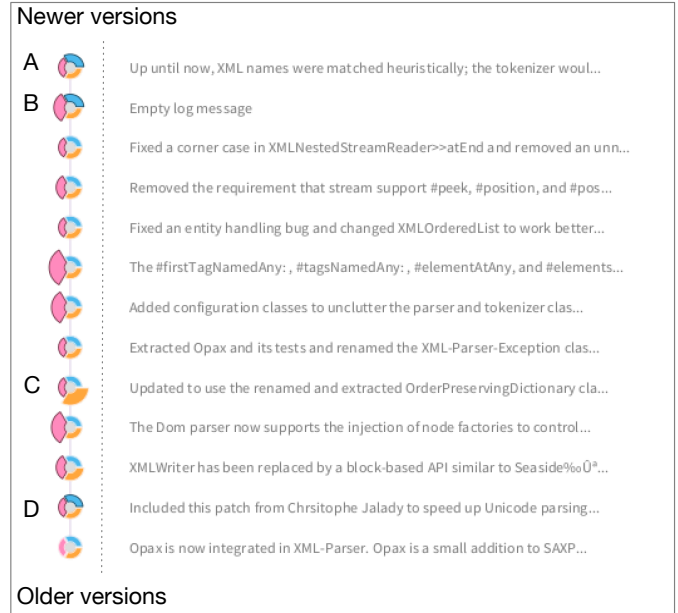 Newer versions
A Up until now, XML names were matched heuristically; the tokenizer woul...
B Empty log message
Fixed a corner case in XMLNestedStreamReader>>atEnd and removed an unn...
Removed the requirement that stream support #peek, #position, and #pos...
Fixed an entity handling bug and changed XMLOrderedList to work better...
The #firstTagNamedAny: , #tagsNamedAny: , #elementAtAny, and #elements...
Added configuration classes to unclutter the parser and tokenizer clas...
Extracted Opax and its tests and renamed the XML-Parser-Exception clas...
C Updated to use the renamed and extracted OrderPreservingDictionary cla...
The Dom parser now supports the injection of node factories to control...
XMLWriter has been replaced by a block-based API similar to Seaside‰Ûª...
D Included this patch from Chrsitophe Jalady to speed up Unicode parsing...
Opax is now integrated in XML-Parser. Opax is a small addition to SAXP...
Older versions